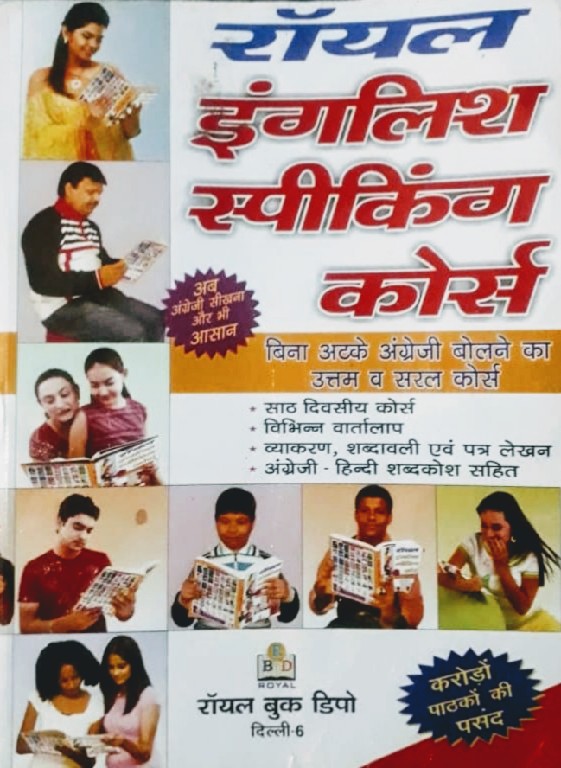 रॉयल
इंगलिश
स्पीकिंग
कोर्स
अब
अंग्रेजी सीखना
और भी
आसान
बिना अटके अंग्रेजी बोलने का
उत्तम व सरल कोर्स
* साठ दिवसीय कोर्स
* विभिन्न वार्तालाप
* व्याकरण, शब्दावली एवं पत्र लेखन
* अंग्रेजी - हिन्दी शब्दकोश सहित
B D
ROYAL
रॉयल बुक डिपो
दिल्ली-6
करोड़ों
पाठकों की
पसंद